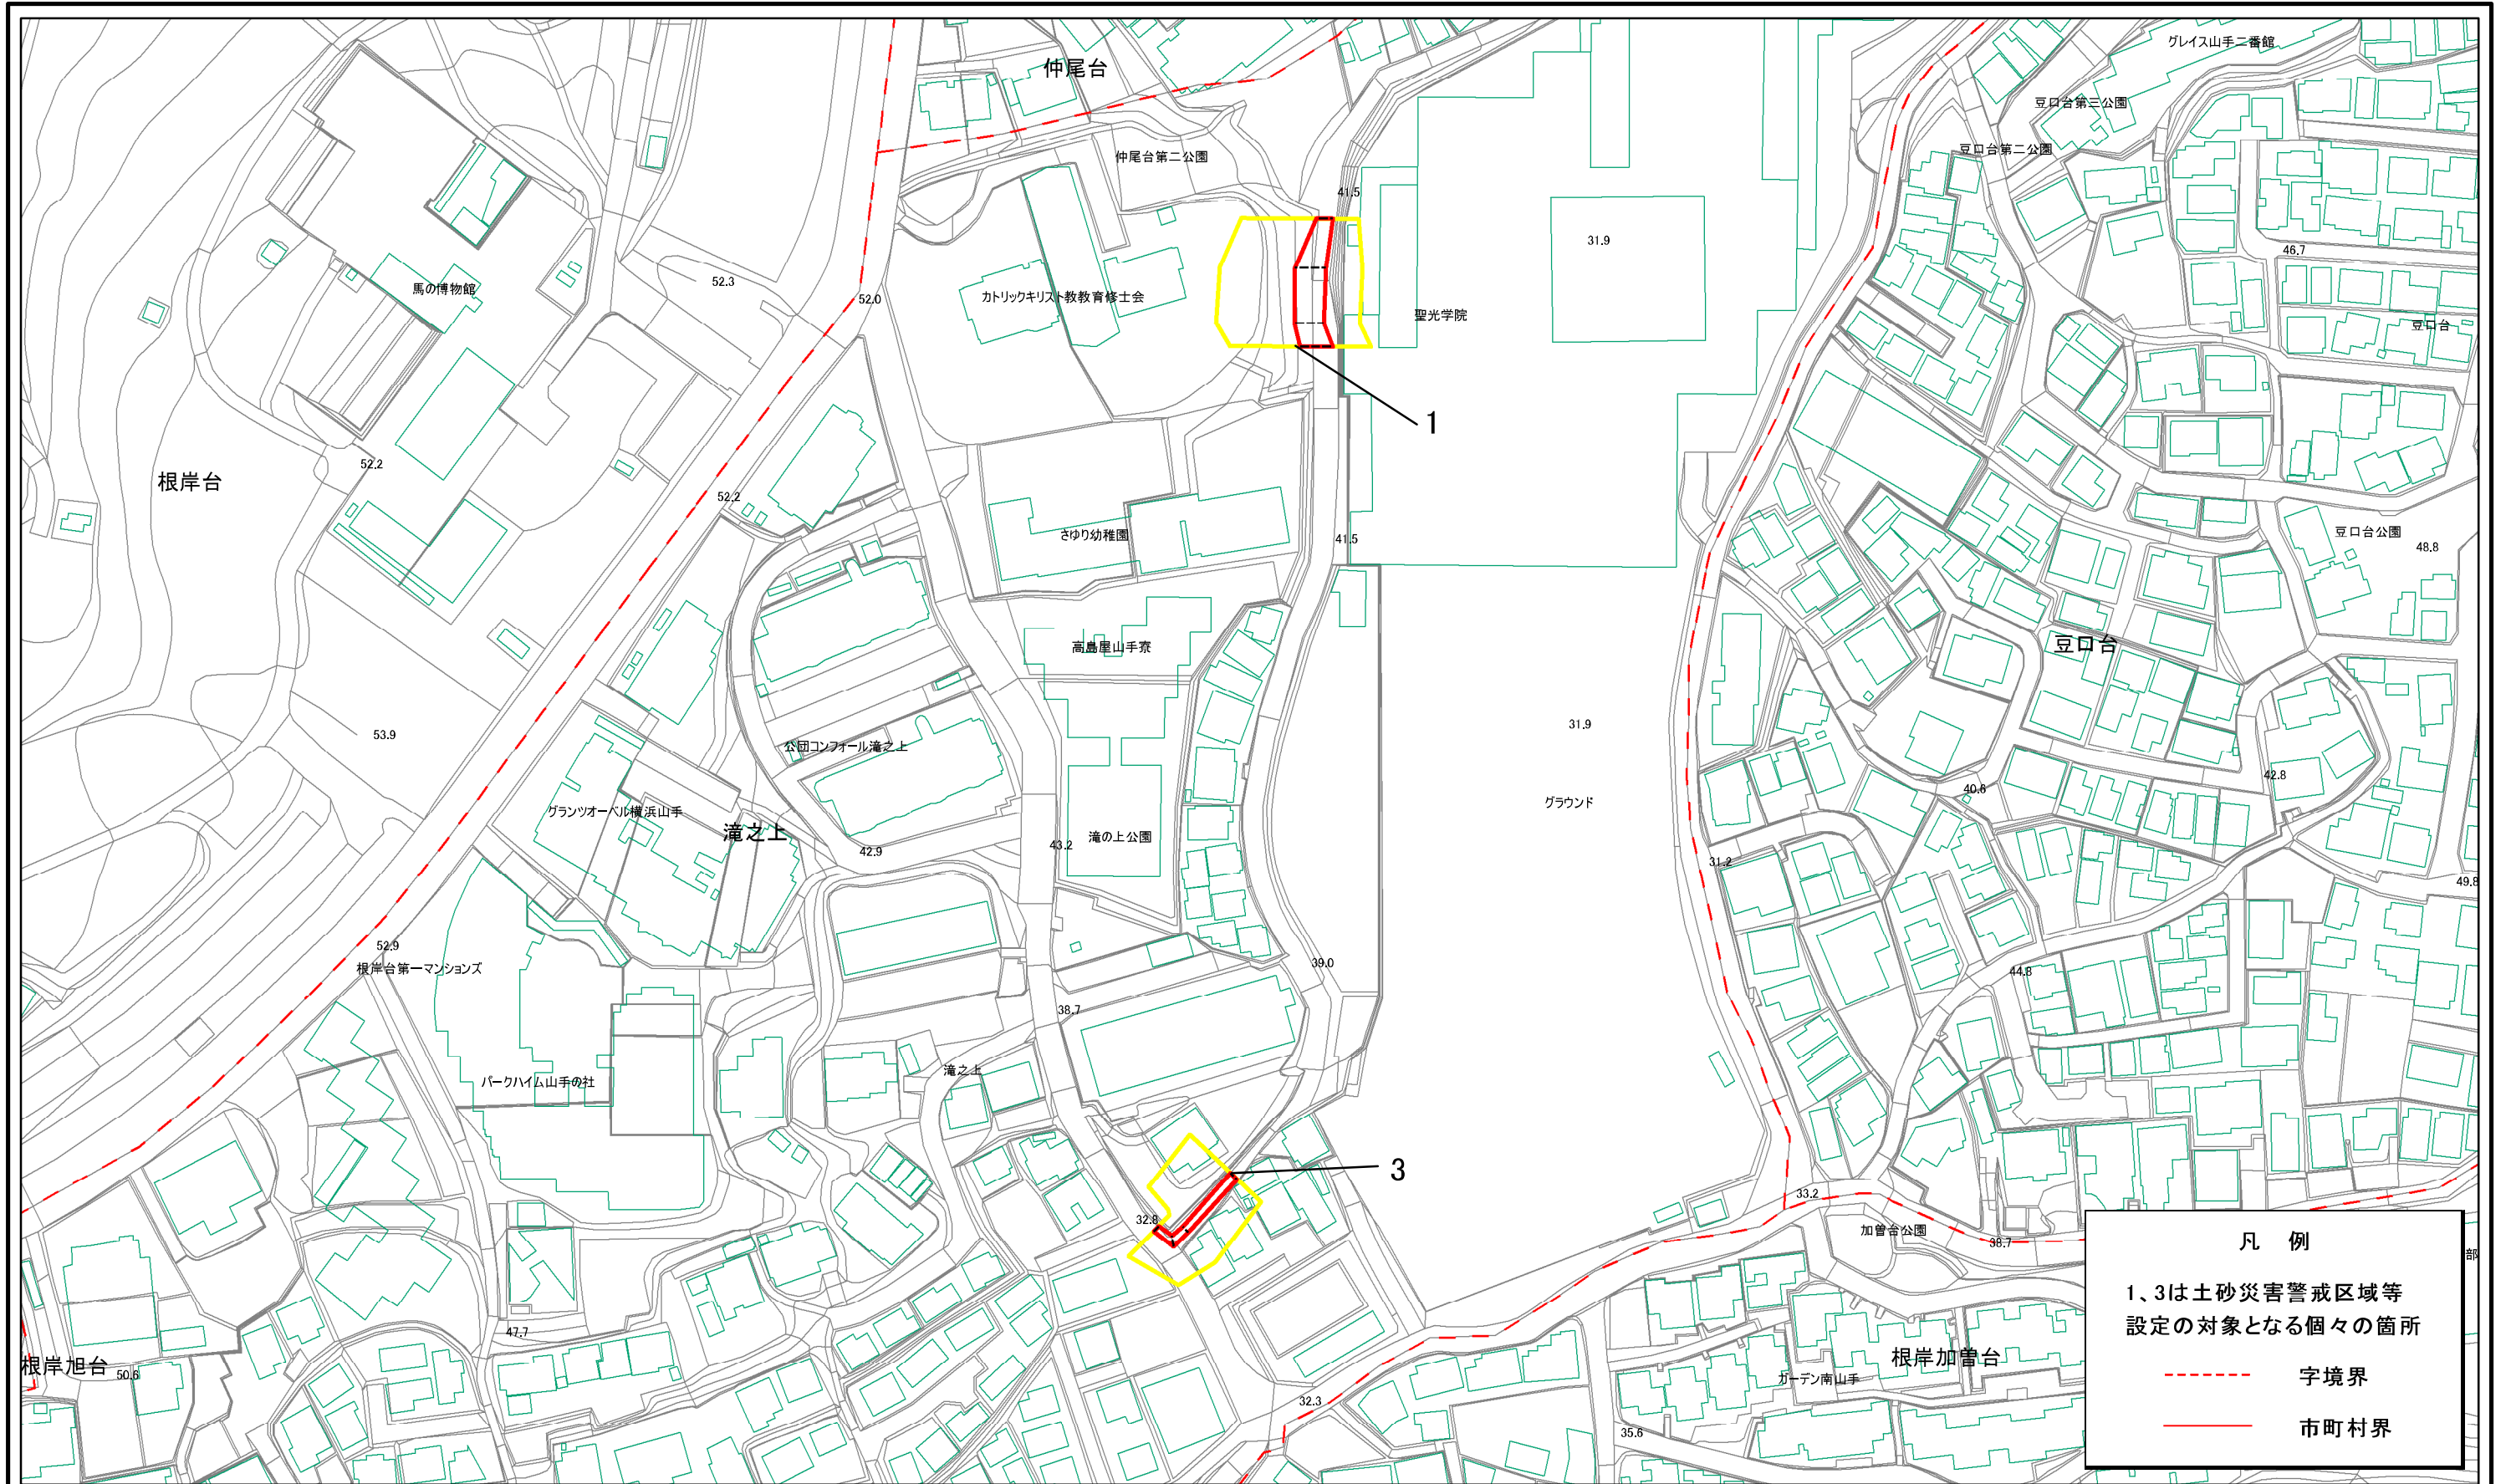 仲尾台
グレイス山手二番館
豆口台第三公園
豆口台第二公園
仲尾台第二公園
41.5
31.9
46.7
52.3
馬の博物館
52.0
カトリックキリスト教教育修士会
聖光学院
豆口台
1
52.2
根岸台
52.2
さゆり幼稚園
41.5
豆口台公園
48.8
高島屋山手寮
豆口台
53.9
31.9
公団コンフォール滝之上
42.8
40.6
グラウンド
グランツオーベル横浜山手
滝之上
滝の上公園
43.2
42.9
31.2
49.8
52.9
根岸台第一マンションズ
39.0
44.8
38.7
滝之上
パークハイム山手の社
3
33.2
32.8
加曽台公園
38.7
部
47.7
根岸旭台
50.6
根岸加曽台
ガーデン南山手
32.3
35.6
凡 例
1、3は土砂災害警戒区域等
設定の対象となる個々の箇所
字境界
市町村界